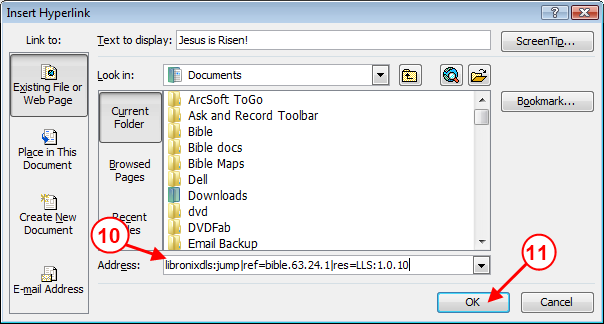 Insert Hyperlink
Link to:
Text to display: Jesus is Risen!
ScreenTip...
Existing File or
Web Page
Look in:
Documents
Bookmark...
Current
Folder
ArcSoft ToGo
Ask and Record Toolbar
Bible
Bible docs
Bible Maps
Dell
Downloads
dvd
DVDFab
Email Backup
Place in This
Document
Browsed
Pages
Create New
Document
Recent
10
Address:
libronixdls:jump|ref=bible.63.24.1|res=LLS:1.0.10
11
E-mail Address
OK
Cancel